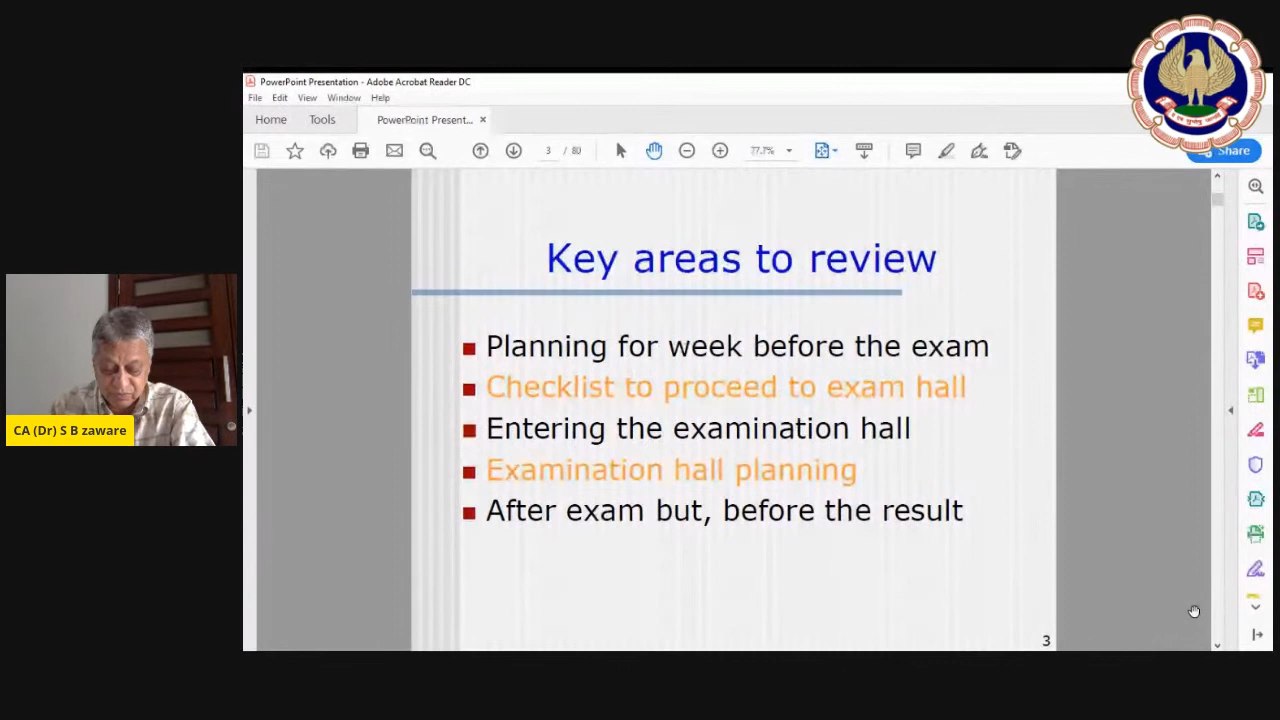 PowerPoint Presentation - Adobe Acrobat Reader DC
File Edit View Window Help
Home Tools PowerPoint Present... ×
3 / 80 77.7%
Share
Key areas to review
Planning for week before the exam
Checklist to proceed to exam hall
Entering the examination hall
Examination hall planning
After exam but, before the result
3
CA (Dr) S B zaware